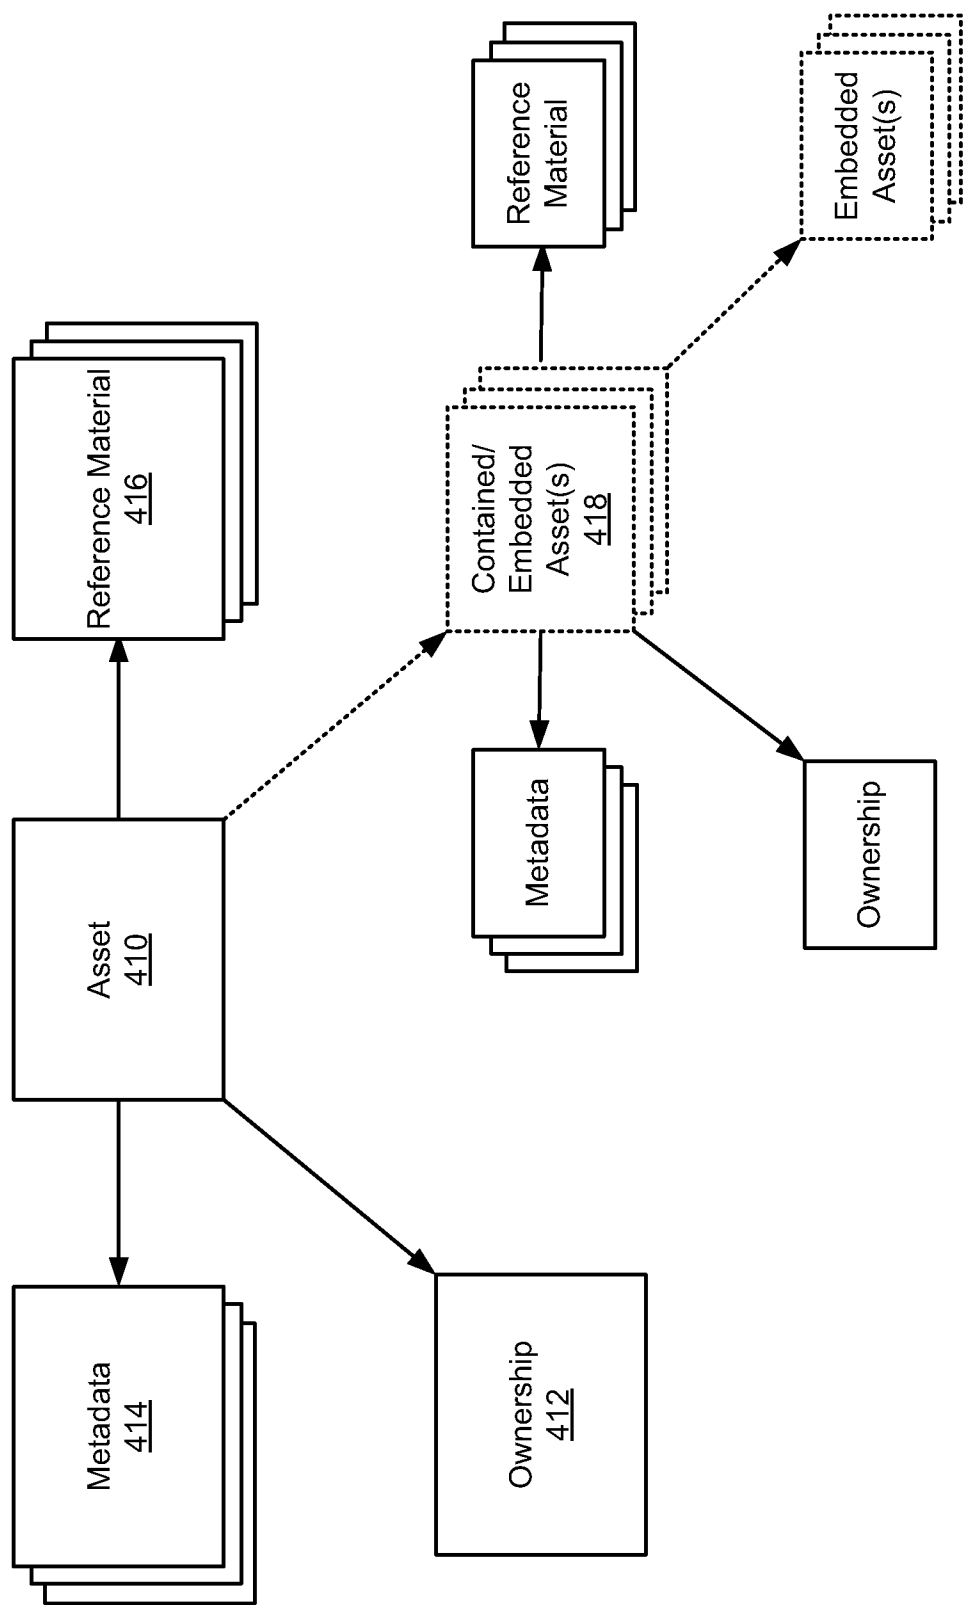 Metadata
414
Asset
410
Reference Material
416
Ownership
412
Contained/
Embedded
Asset(s)
418
Metadata
Reference
Material
Ownership
Embedded
Asset(s)